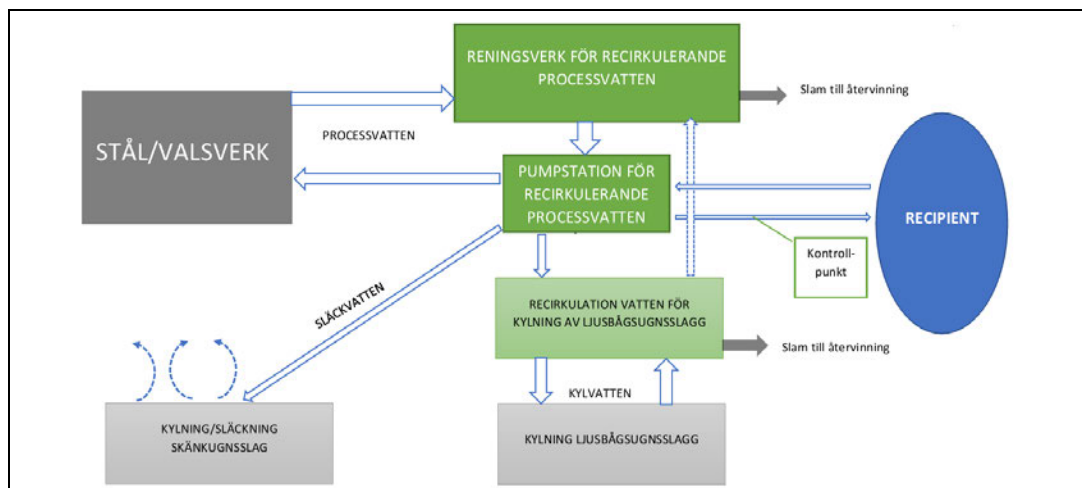 RENINGSVERK FÖR RECIRKULERANDE
PROCESSVATTEN
Slam till återvinning
STÅL/VALSVERK
PROCESSVATTEN
PUMPSTATION FÖR
RECIRKULERANDE
PROCESSVATTEN
RECIPIENT
Kontroll-
punkt
SLÄCKVATTEN
RECIRKULATION VATTEN FÖR
KYLNING AV LJUSBÅGSUGNSSLAGG
Slam till återvinning
KYLVATTEN
KYLNING/SLÄCKNING
SKÄNKUGNSSLAG
KYLNING LJUSBÅGSUGNSSLAGG